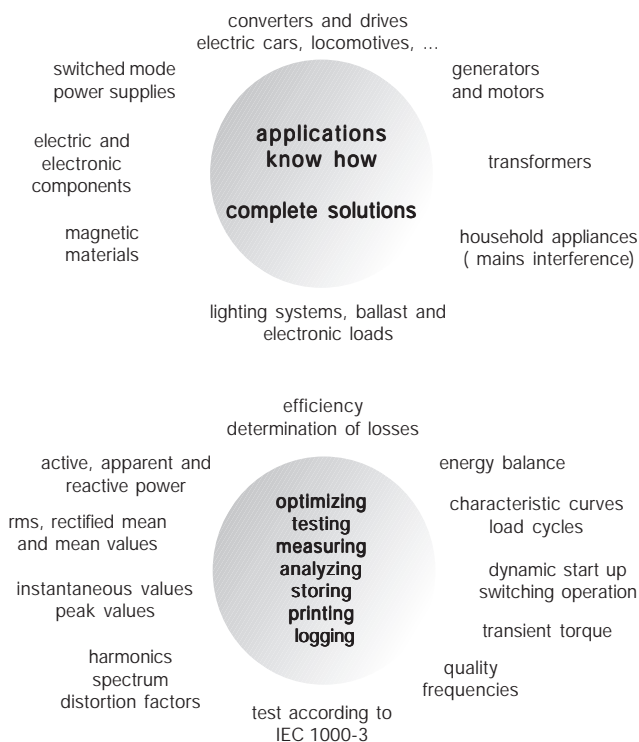 converters and drives
electric cars, locomotives, ...
switched mode
power supplies
generators
and motors
electric and
electronic
components
applications
know how
complete solutions
transformers
magnetic
materials
household appliances
( mains interference)
lighting systems, ballast and
electronic loads
efficiency
determination of losses
active, apparent and
reactive power
energy balance
rms, rectified mean
and mean values
optimizing
testing
measuring
analyzing
storing
printing
logging
characteristic curves
load cycles
instantaneous values
peak values
dynamic start up
switching operation
transient torque
harmonics
spectrum
distortion factors
quality
frequencies
test according to
IEC 1000-3